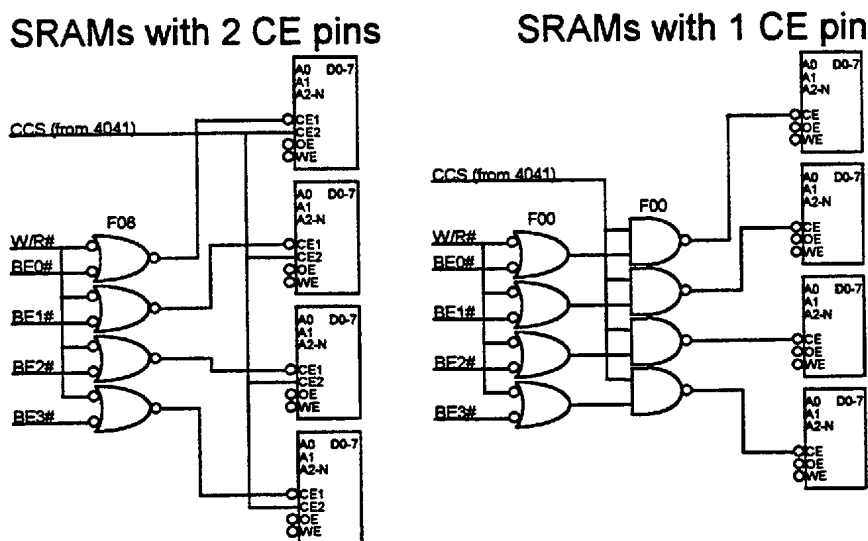 SRAMs with 2 CE pins
A0 D0-7
A1
A2-N
CE1
CE2
OE
WE
CCS (from 4041)
A0 D0-7
A1
A2-N
CE1
CE2
OE
WE
F08
W/R#
BE0#
BE1#
BE2#
BE3#
A0 D0-7
A1
A2-N
CE1
CE2
OE
WE
A0 D0-7
A1
A2-N
CE1
CE2
OE
WE
SRAMs with 1 CE pin
A0 D0-7
A1
A2-N
CE
OE
WE
CCS (from 4041)
F00
F00
W/R#
BE0#
BE1#
BE2#
BE3#
A0 D0-7
A1
A2-N
CE
OE
WE
A0 D0-7
A1
A2-N
CE
OE
WE
A0 D0-7
A1
A2-N
CE
OE
WE